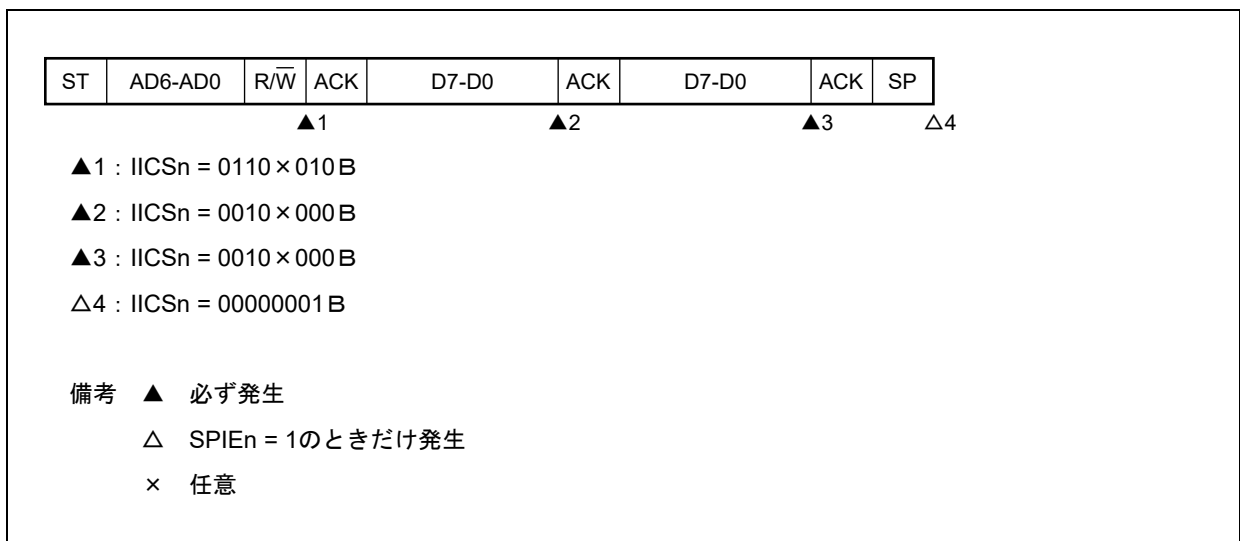 ST AD6-AD0 R/W̅ ACK D7-D0 ACK D7-D0 ACK SP
▲1 ▲2 ▲3 △4
▲1：IICSn = 0110×010B
▲2：IICSn = 0010×000B
▲3：IICSn = 0010×000B
△4：IICSn = 00000001B
備考 ▲ 必ず発生
△ SPIEn = 1のときだけ発生
× 任意